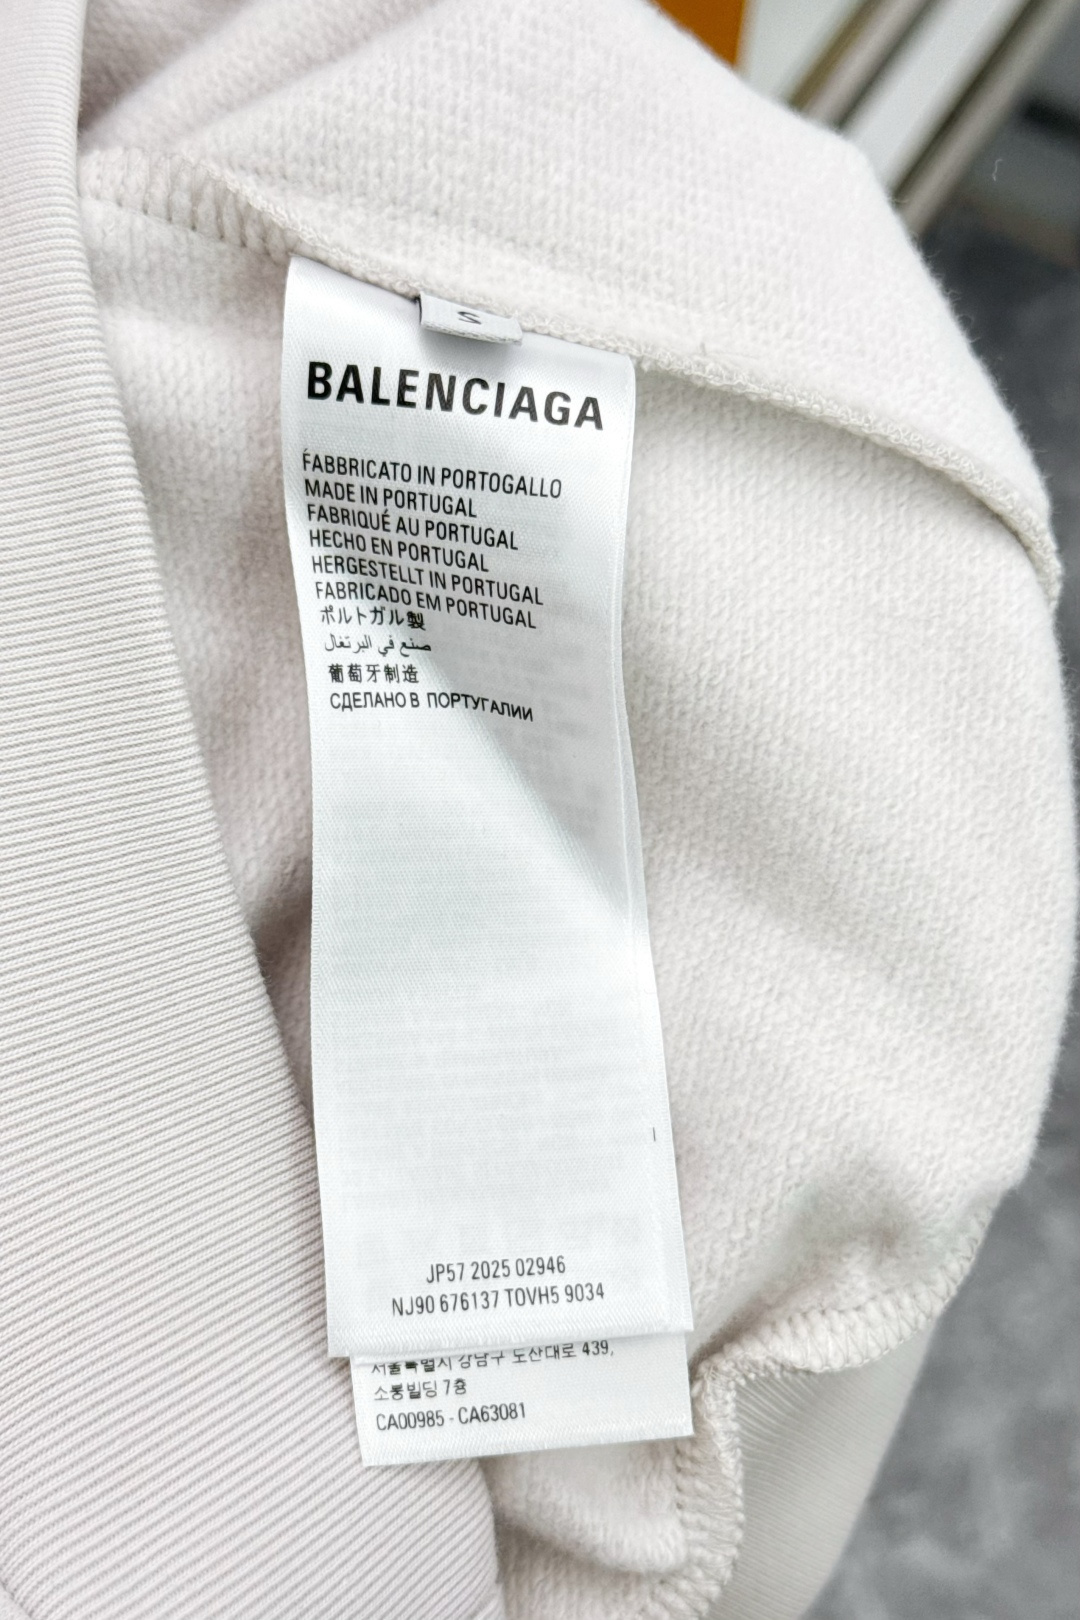 S
BALENCIAGA
FABBRICATO IN PORTOGALLO
MADE IN PORTUGAL
FABRIQUÉ AU PORTUGAL
HECHO EN PORTUGAL
HERGESTELLT IN PORTUGAL
FABRICADO EM PORTUGAL
ポルトガル製
صنع في البرتغال
葡萄牙制造
СДЕЛАНО В ПОРТУГАЛИИ
JP57 2025 02946
NJ90 676137 TOVH5 9034
서울특별시 강남구 도산대로 439,
소봉빌딩 7층
CA00985 - CA63081